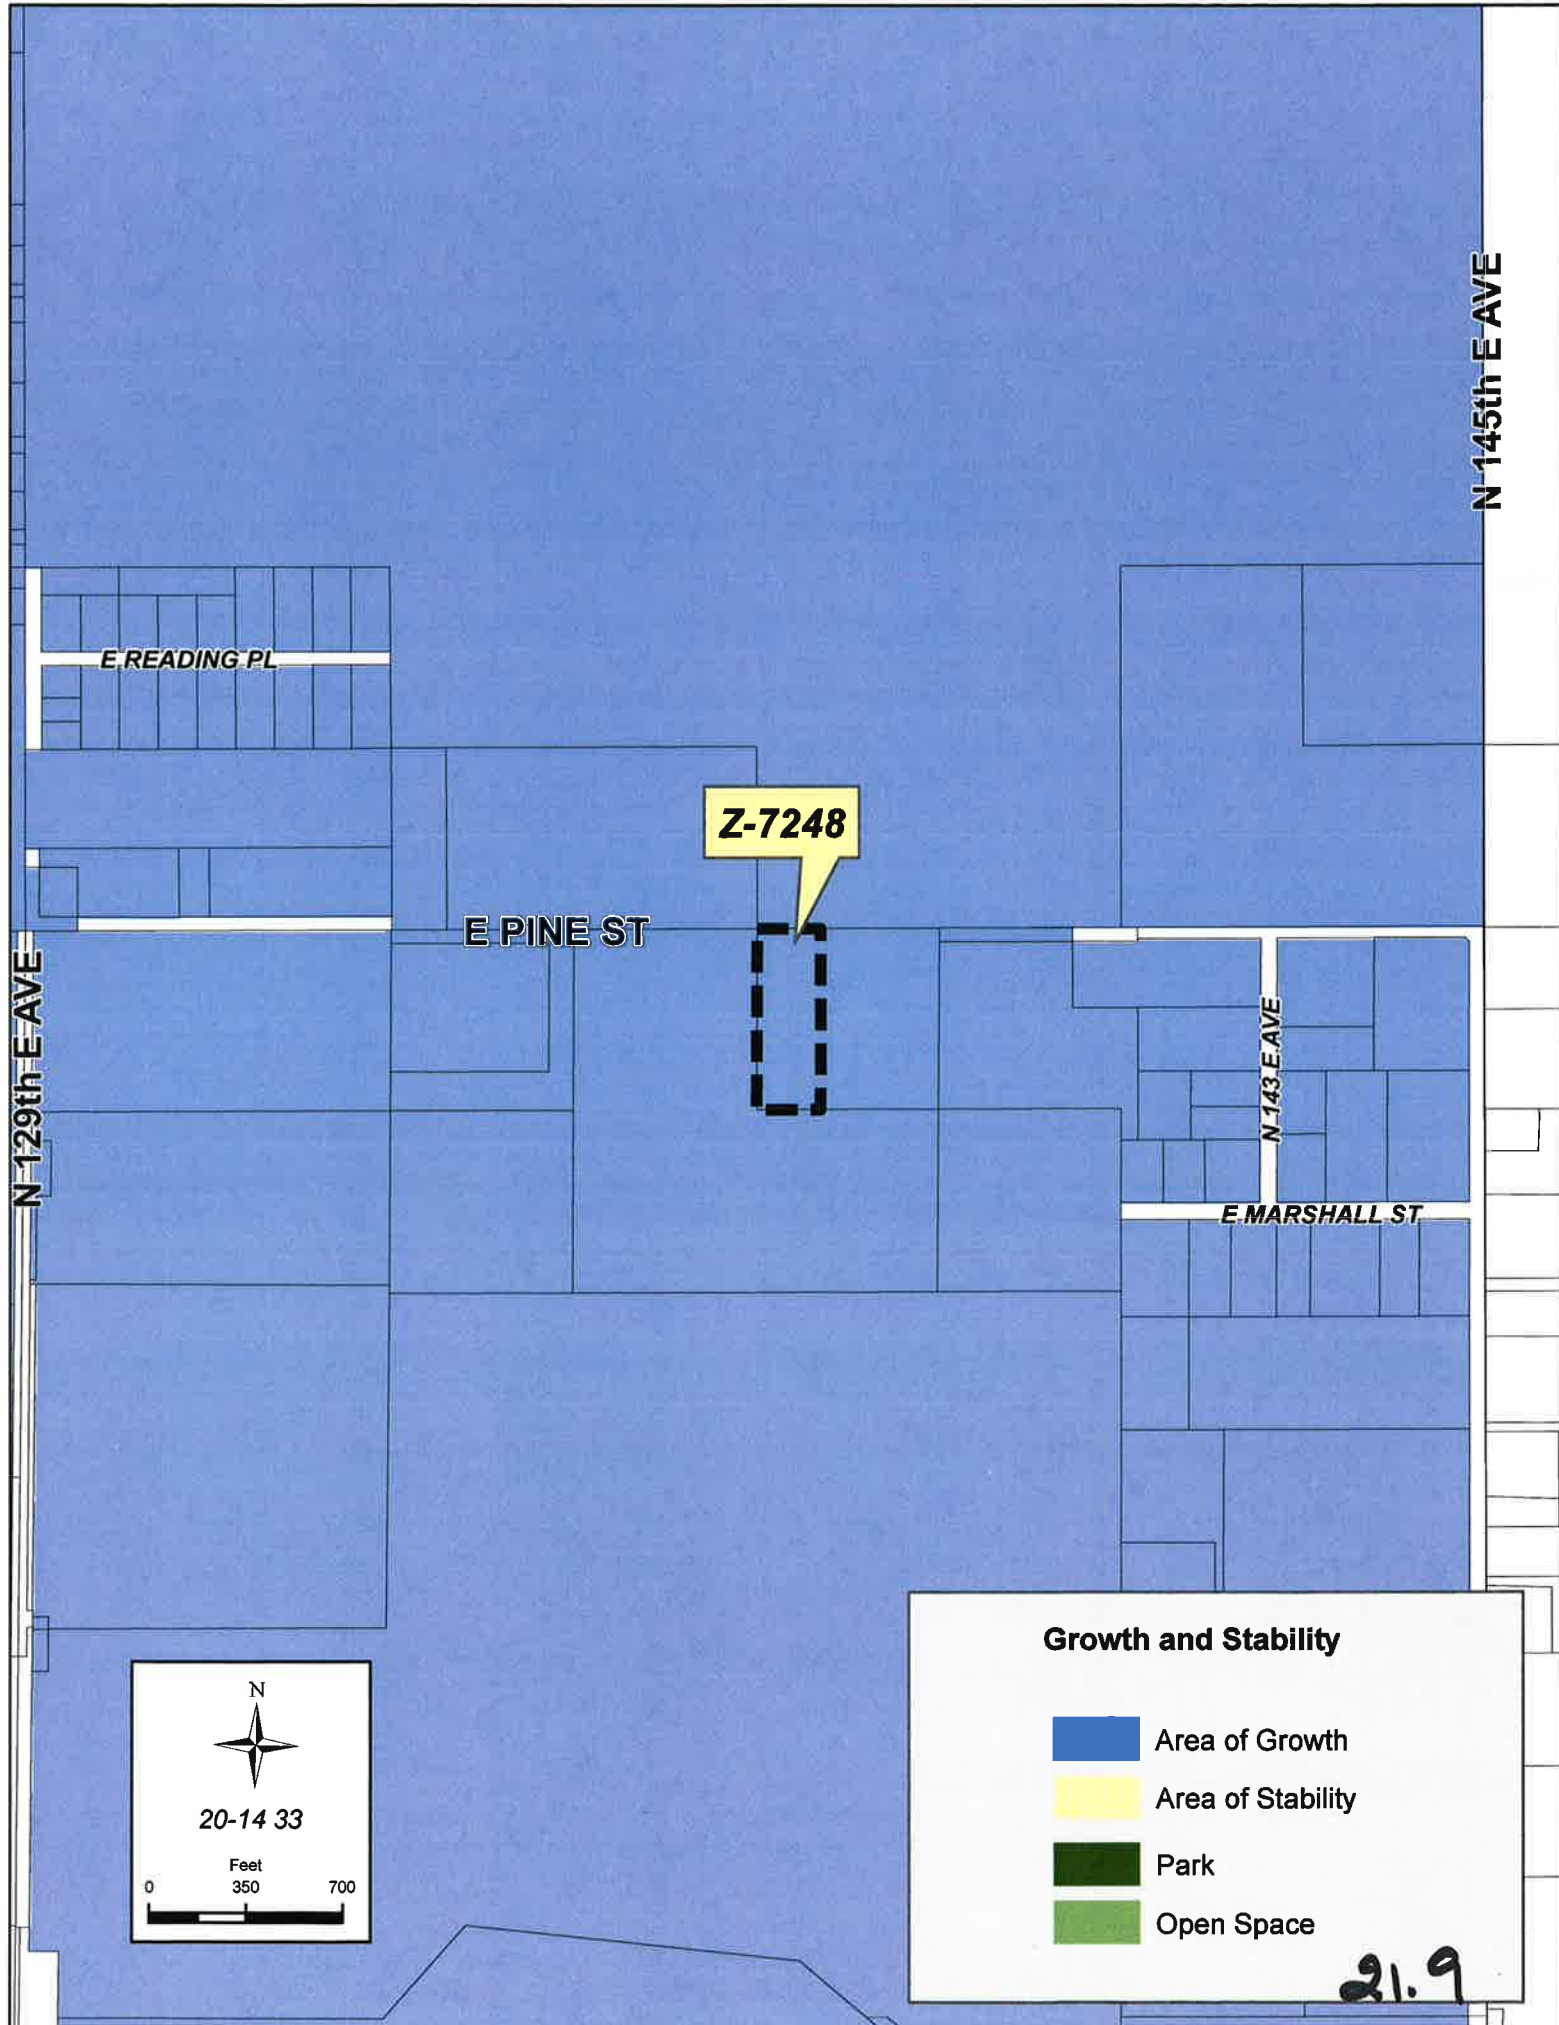 N 145th E AVE
E READING PL
Z-7248
E PINE ST
N 129th E AVE
N 143 E AVE
E MARSHALL ST
N
20-14 33
Feet
0 350 700
Growth and Stability
Area of Growth
Area of Stability
Park
Open Space
21.9